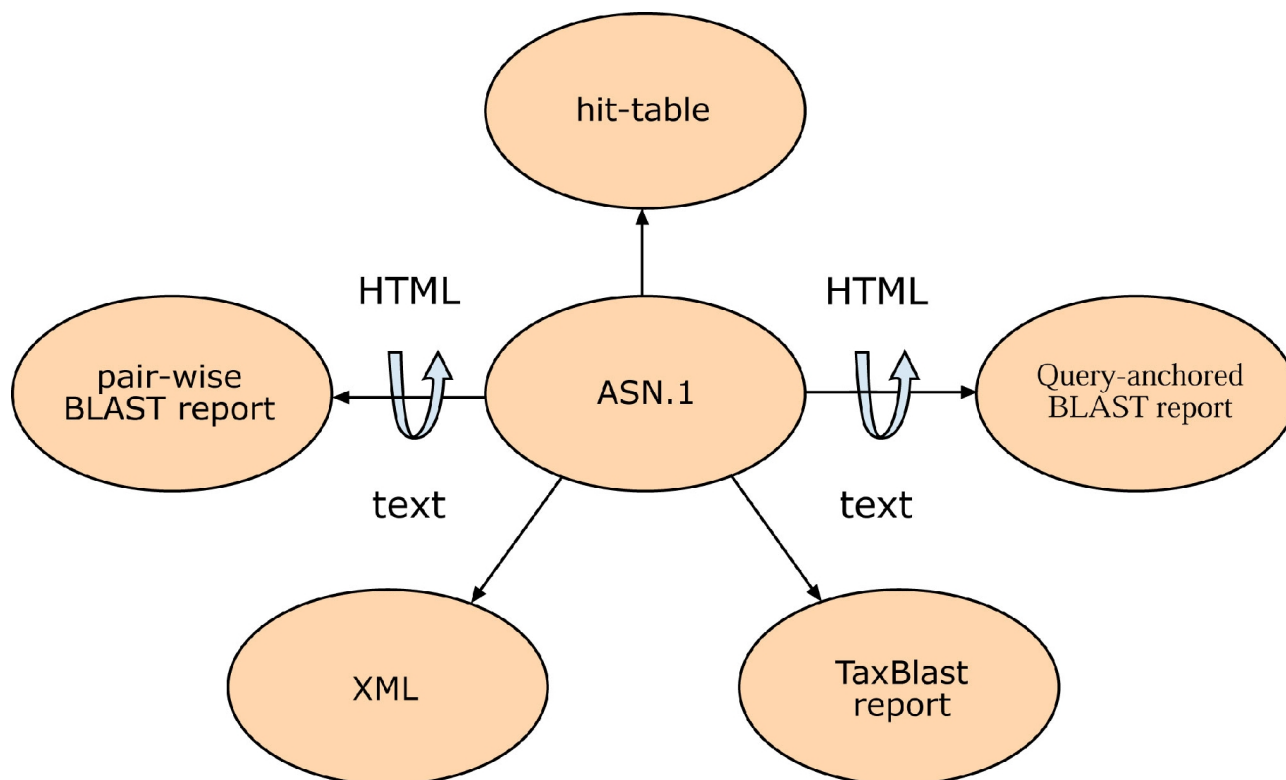 hit-table
HTML
HTML
pair-wise
BLAST report
ASN.1
Query-anchored
BLAST report
text
text
XML
TaxBlast
report